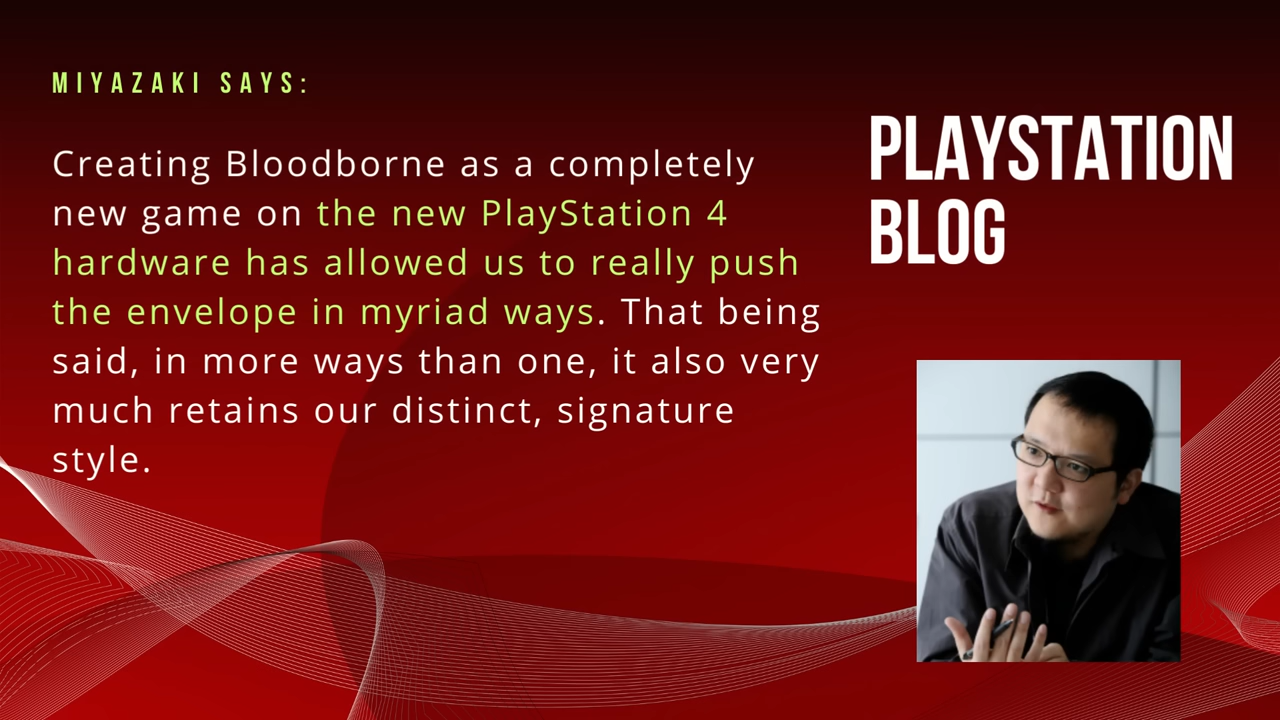 MIYAZAKI SAYS:
Creating Bloodborne as a completely
new game on the new PlayStation 4
hardware has allowed us to really push
the envelope in myriad ways. That being
said, in more ways than one, it also very
much retains our distinct, signature
style.
PLAYSTATION
BLOG